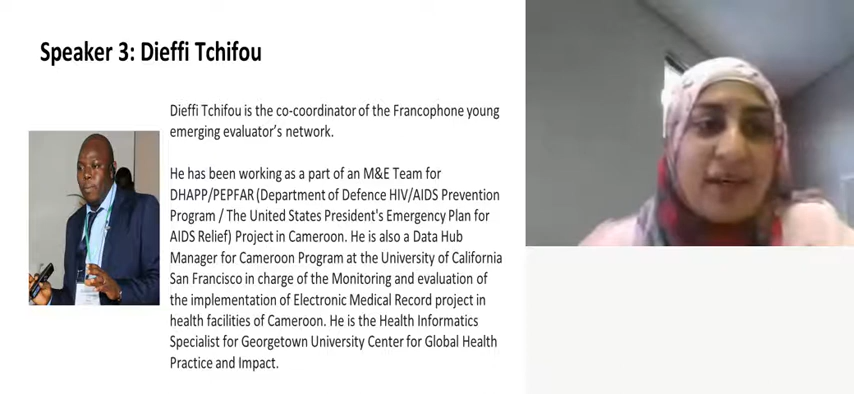 Speaker 3: Dieffi Tchifou
Dieffi Tchifou is the co-coordinator of the Francophone young
emerging evaluator's network.
He has been working as a part of an M&E Team for
DHAPP/PEPFAR (Department of Defence HIV/AIDS Prevention
Program / The United States President's Emergency Plan for
AIDS Relief) Project in Cameroon. He is also a Data Hub
Manager for Cameroon Program at the University of California
San Francisco in charge of the Monitoring and evaluation of
the implementation of Electronic Medical Record project in
health facilities of Cameroon. He is the Health Informatics
Specialist for Georgetown University Center for Global Health
Practice and Impact.